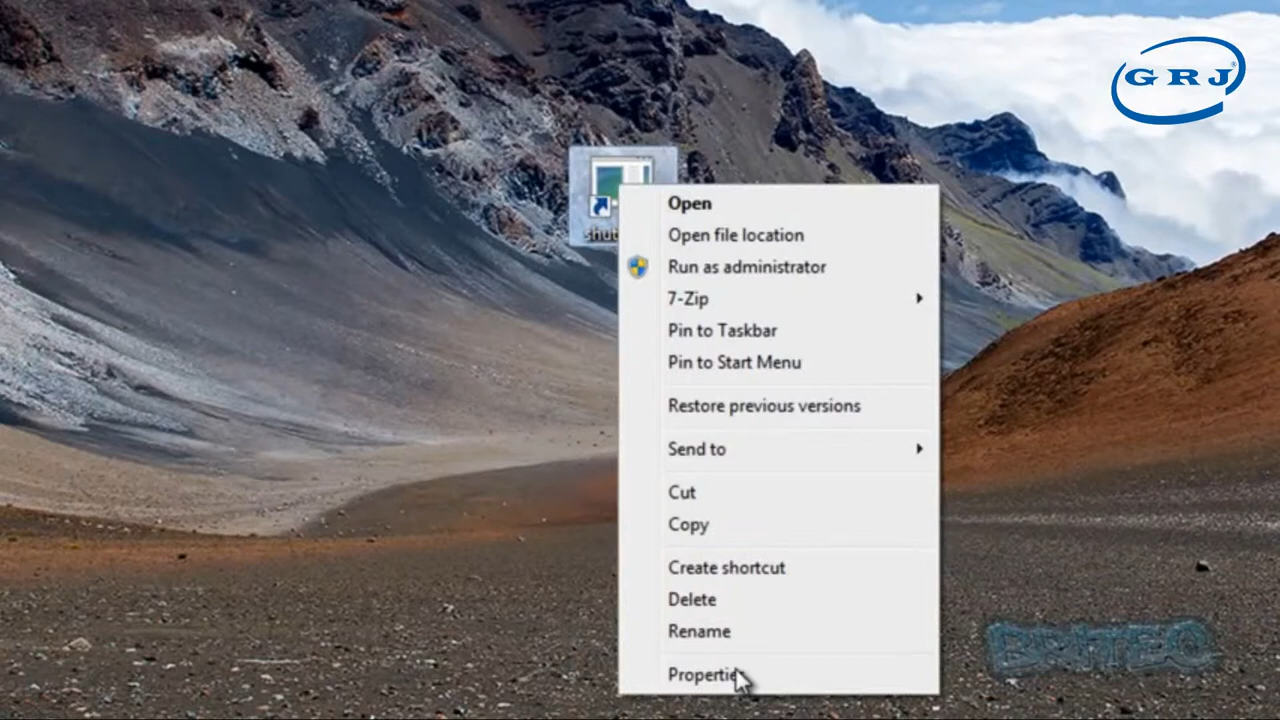 GRJ®
Open
Open file location
Run as administrator
7-Zip
Pin to Taskbar
Pin to Start Menu
Restore previous versions
Send to
Cut
Copy
Create shortcut
Delete
Rename
BRITEC